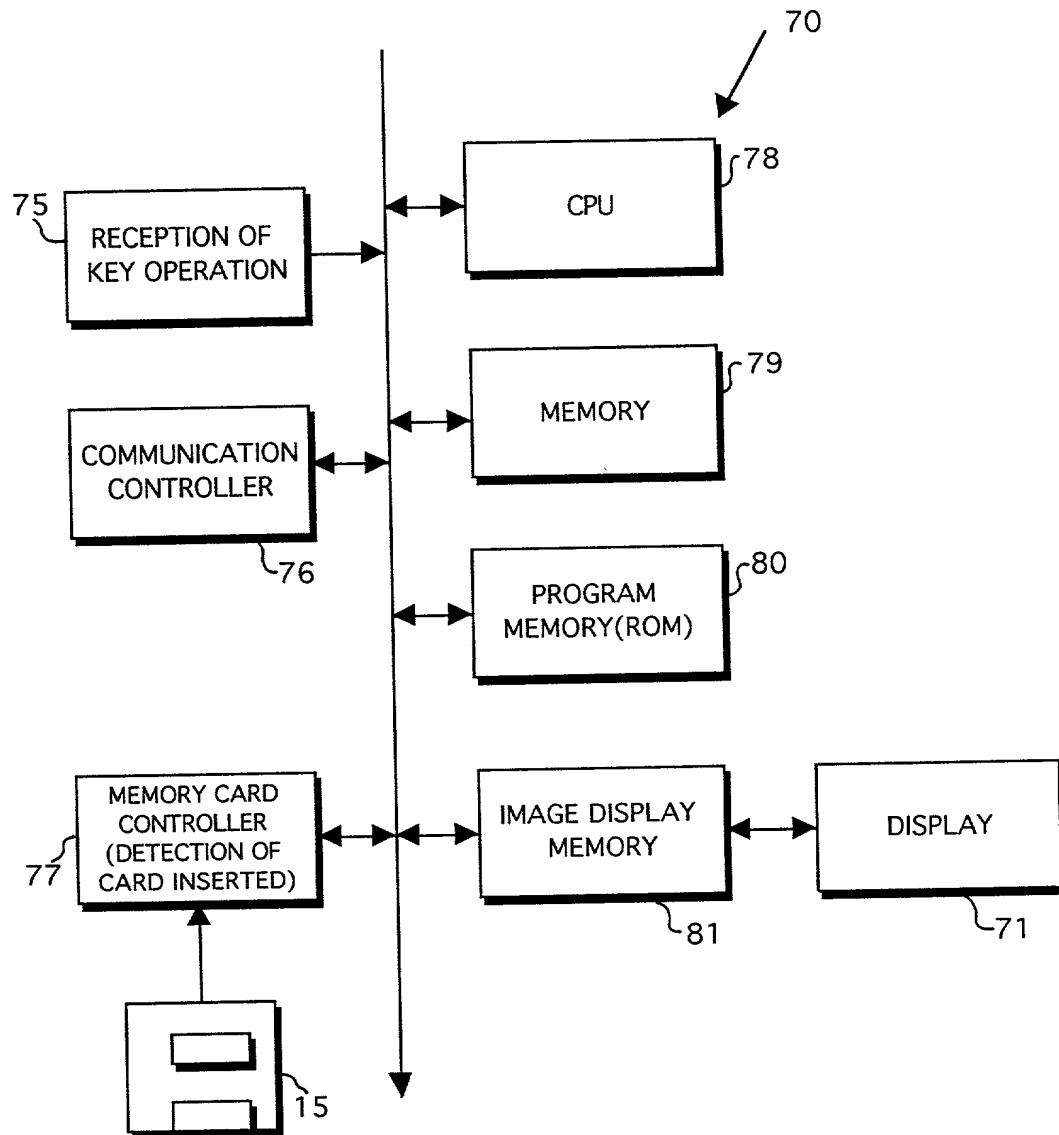 70
78
CPU
75
RECEPTION OF
KEY OPERATION
79
MEMORY
COMMUNICATION
CONTROLLER
76
80
PROGRAM
MEMORY(ROM)
MEMORY CARD
CONTROLLER
(DETECTION OF
CARD INSERTED)
77
IMAGE DISPLAY
MEMORY
81
DISPLAY
71
15